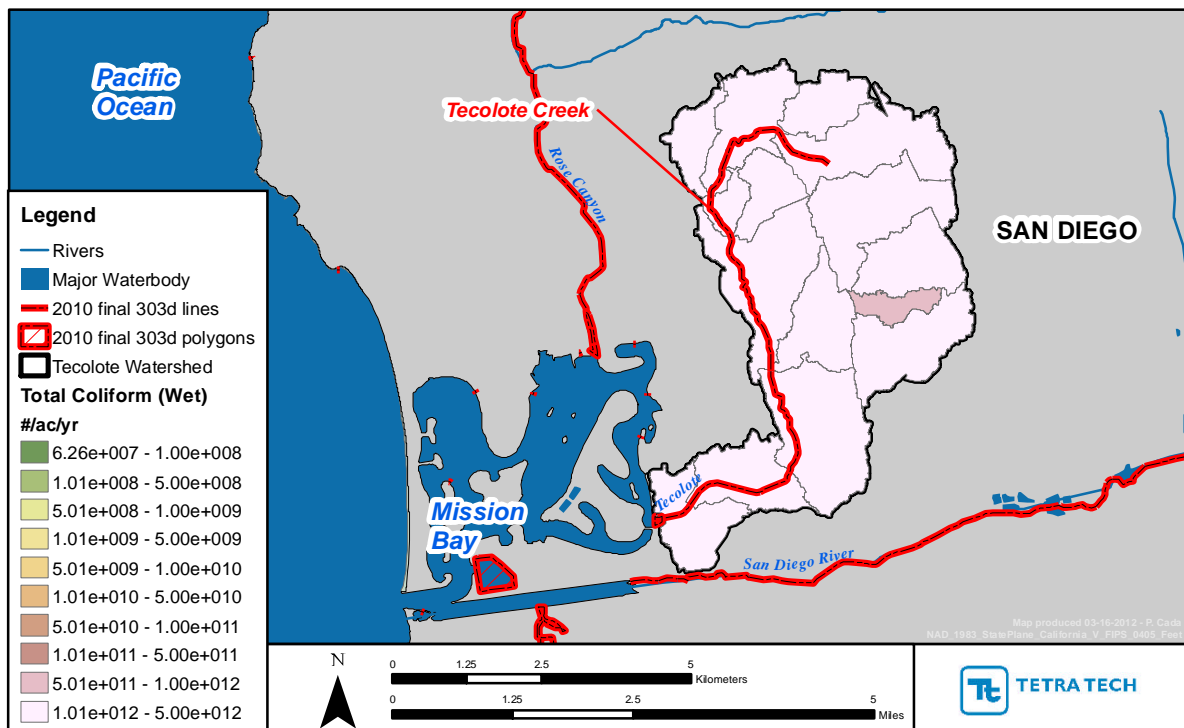 Pacific
Ocean
Tecolote Creek
Rose Canyon
SAN DIEGO
Legend
Rivers
Major Waterbody
2010 final 303d lines
2010 final 303d polygons
Tecolote Watershed
Total Coliform (Wet)
#/ac/yr
6.26e+007 - 1.00e+008
1.01e+008 - 5.00e+008
5.01e+008 - 1.00e+009
1.01e+009 - 5.00e+009
5.01e+009 - 1.00e+010
1.01e+010 - 5.00e+010
5.01e+010 - 1.00e+011
1.01e+011 - 5.00e+011
5.01e+011 - 1.00e+012
1.01e+012 - 5.00e+012
Tecolote
Mission
Bay
San Diego River
Map produced 03-16-2012 - P. Cada
NAD_1983_StatePlane_California_V_FIPS_0405_Feet
N
0 1.25 2.5 5
Kilometers
0 1.25 2.5 5
Miles
Tt
TETRA TECH